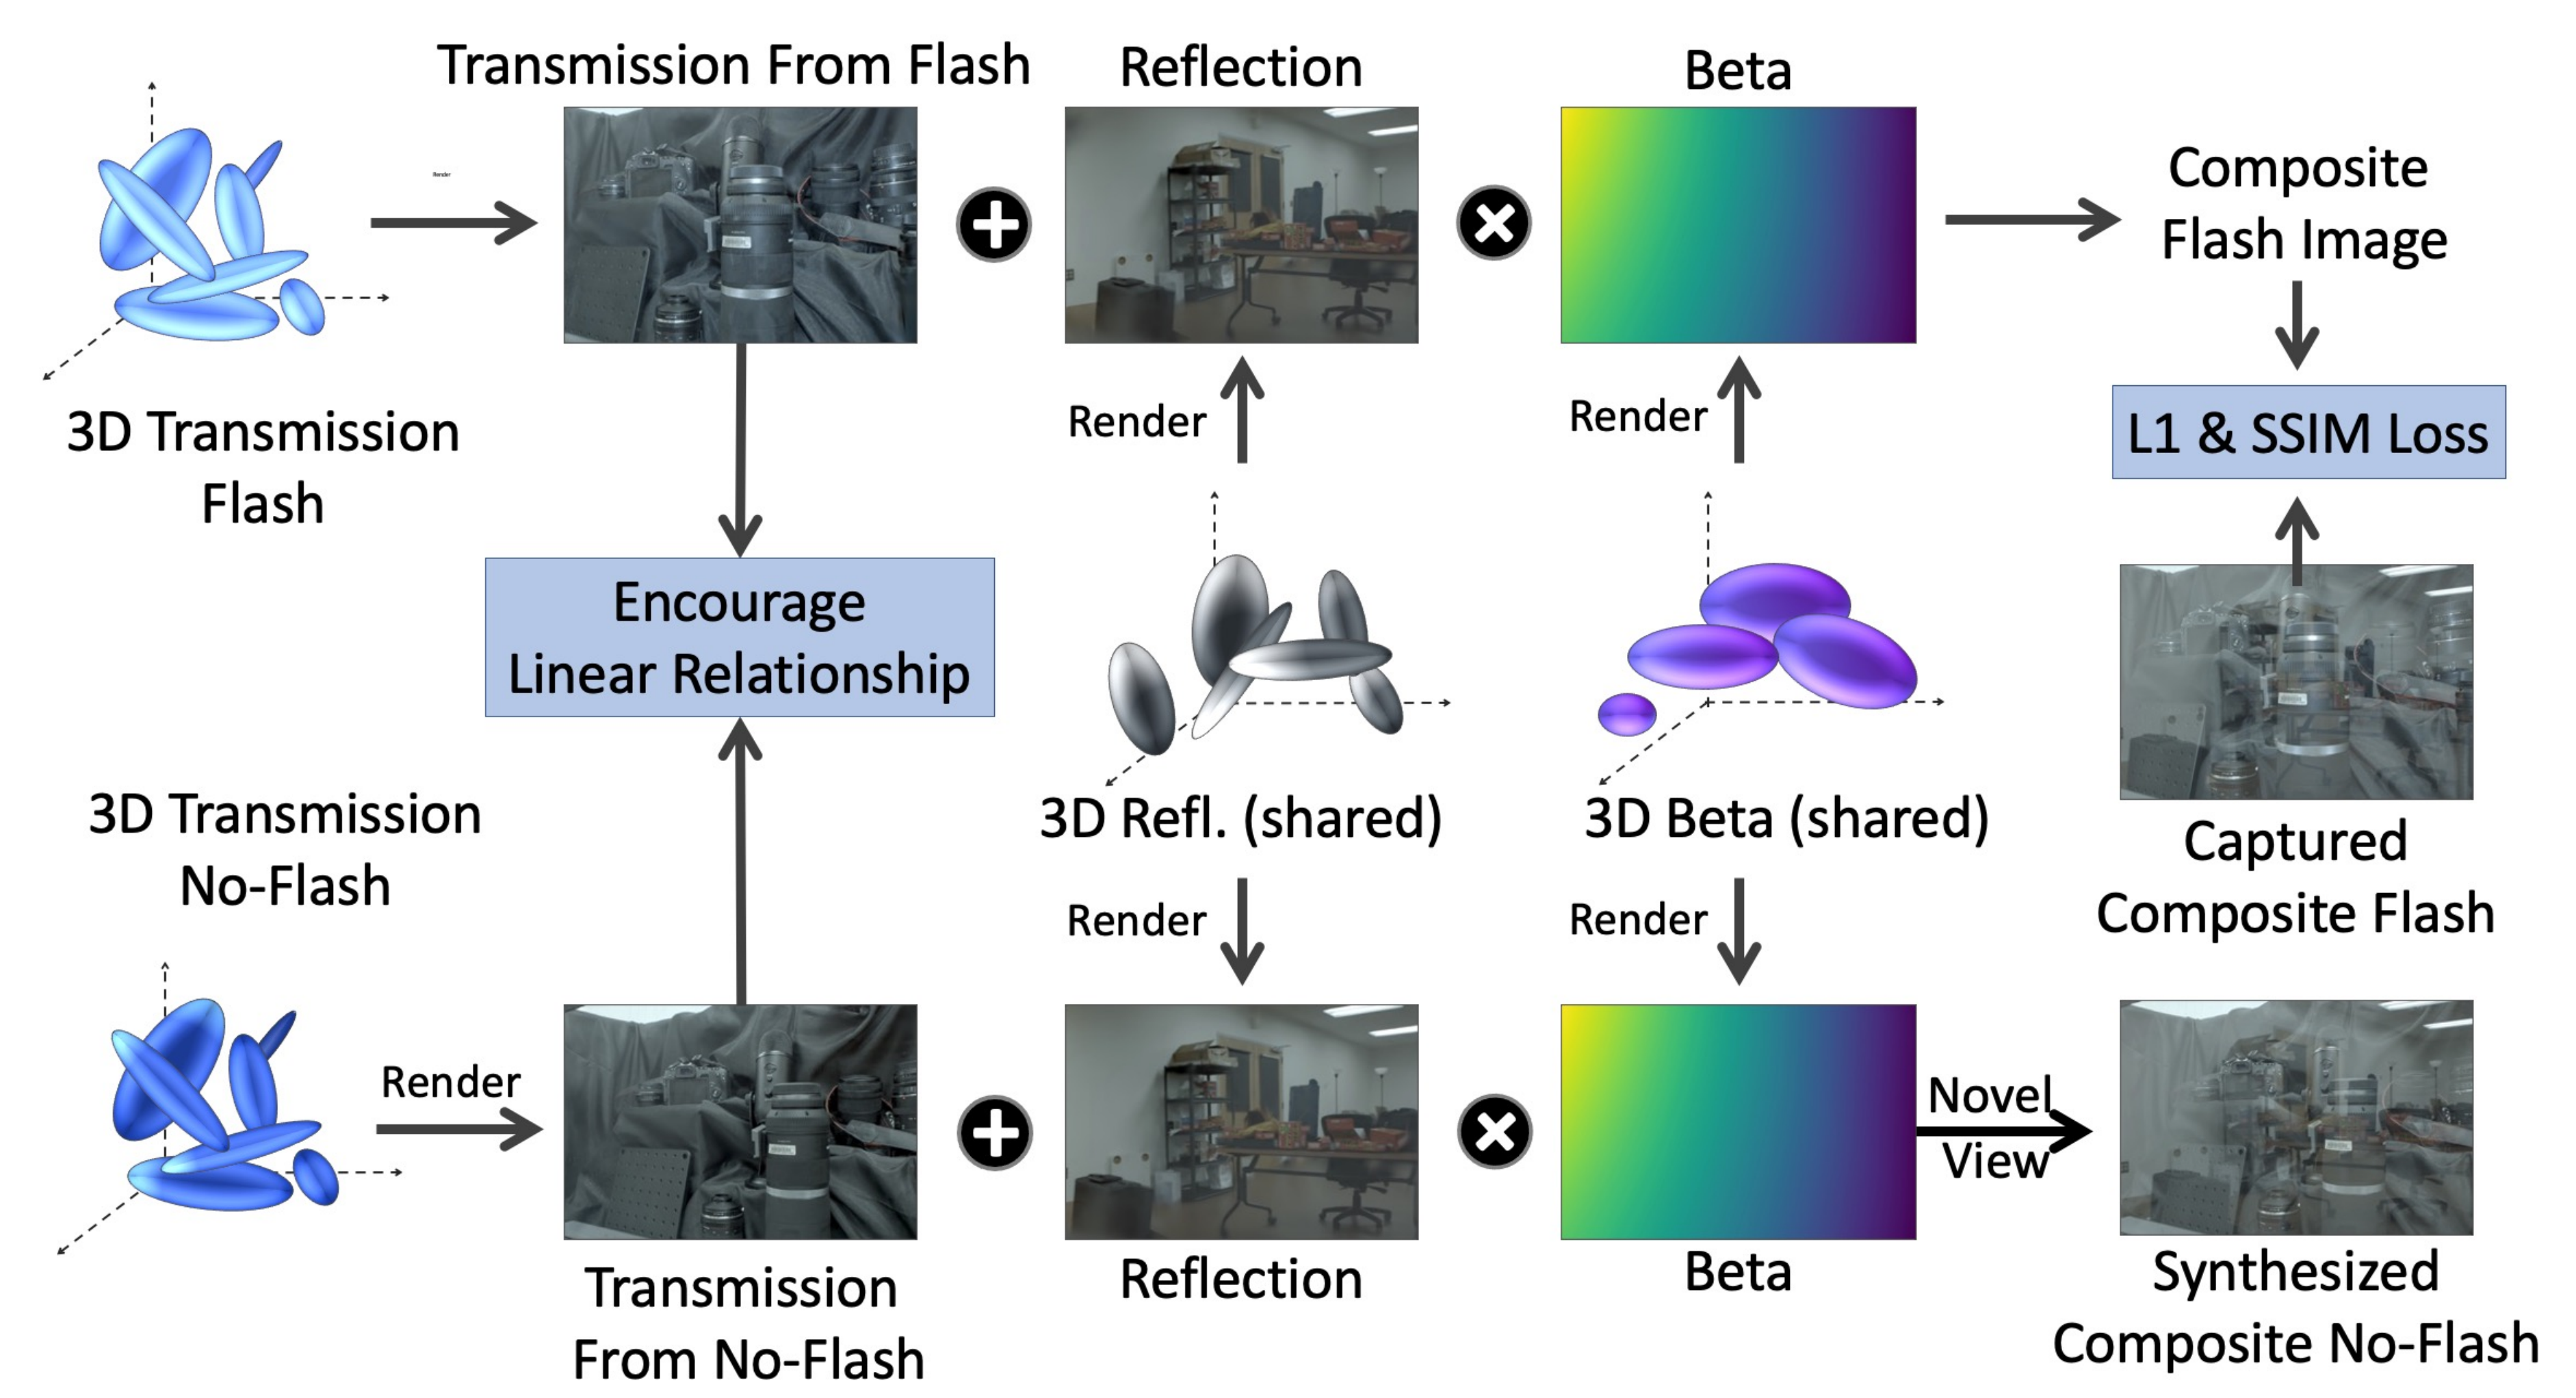 Transmission From Flash
Reflection
Beta
Render
Composite
Flash Image
3D Transmission
Flash
Render
Render
L1 & SSIM Loss
Encourage
Linear Relationship
3D Transmission
No-Flash
3D Refl. (shared)
3D Beta (shared)
Captured
Composite Flash
Render
Render
Render
Novel
View
Transmission
From No-Flash
Reflection
Beta
Synthesized
Composite No-Flash